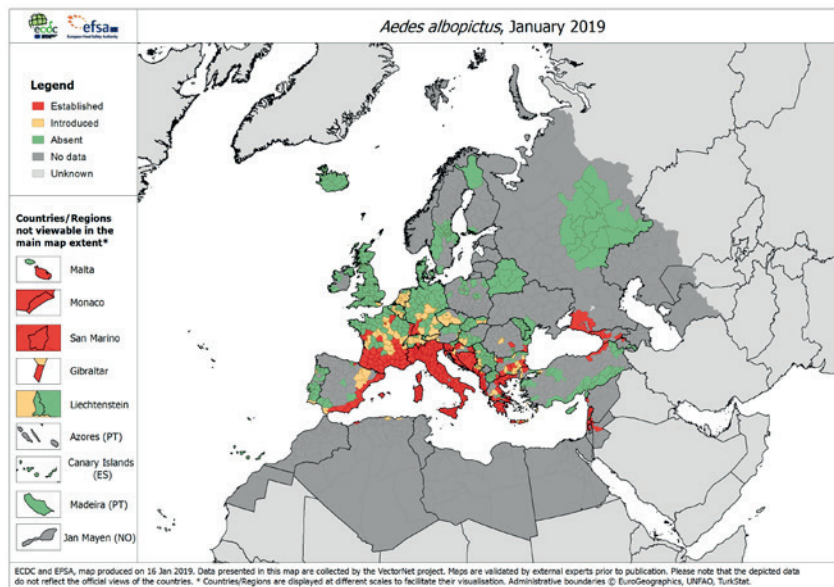 ecdc
efsa
European Food Safety Authority
Aedes albopictus, January 2019
Legend
Established
Introduced
Absent
No data
Unknown
Countries/Regions
not viewable in the
main map extent*
Malta
Monaco
San Marino
Gibraltar
Liechtenstein
Azores (PT)
Canary Islands
(ES)
Madeira (PT)
Jan Mayen (NO)
ECDC and EFSA, map produced on 16 Jan 2019. Data presented in this map are collected by the VectorNet project. Maps are validated by external experts prior to publication. Please note that the depicted data
do not reflect the official views of the countries. * Countries/Regions are displayed at different scales to facilitate their visualisation. Administrative boundaries © EuroGeographics, UNFAO, TurkStat.